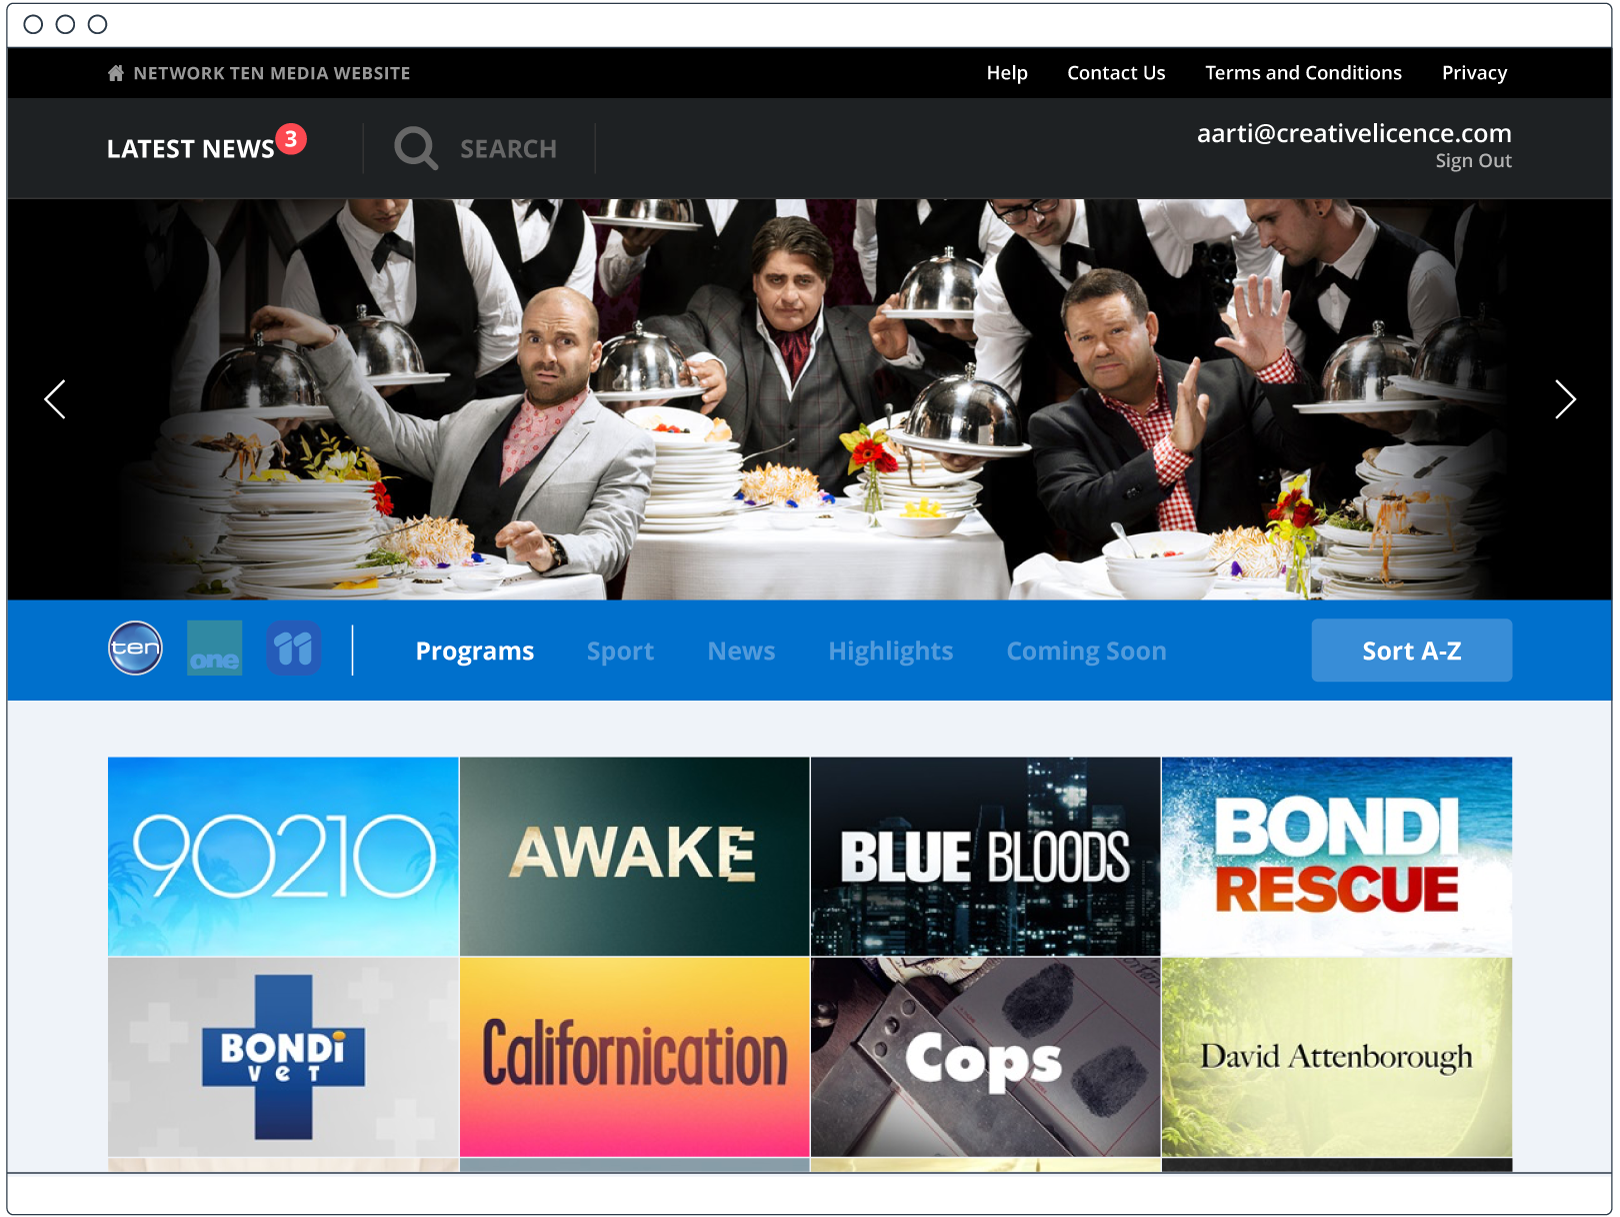 NETWORK TEN MEDIA WEBSITE
Help
Contact Us
Terms and Conditions
Privacy
LATEST NEWS 3
SEARCH
aarti@creativelicence.com
Sign Out
ten
one
11
Programs
Sport
News
Highlights
Coming Soon
Sort A-Z
90210
AWAKE
BLUE BLOODS
BONDI
RESCUE
BONDi
VeT
Californication
Cops
David Attenborough